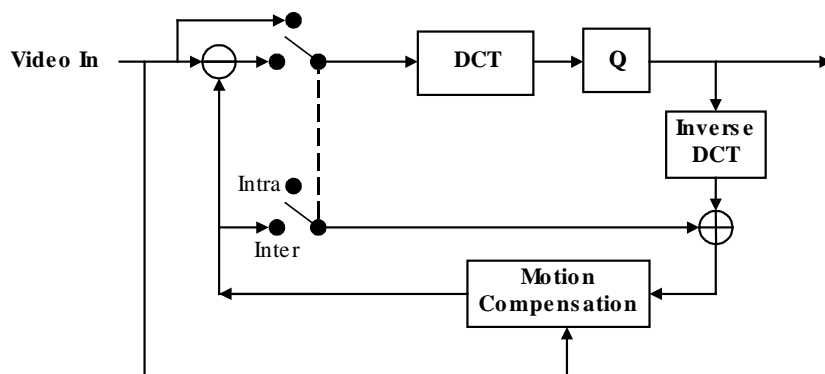 Video In
DCT
Q
Inverse
DCT
Intra
Inter
Motion
Compensation